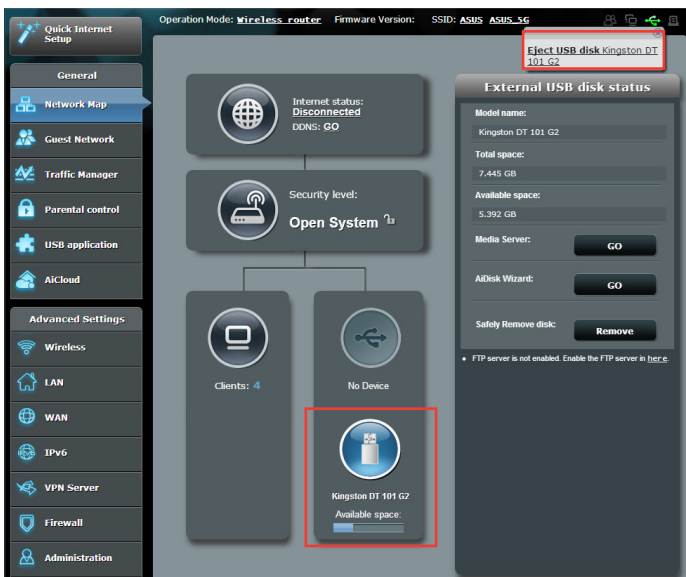 Quick Internet
Setup
Operation Mode: Wireless router Firmware Version: SSID: ASUS ASUS_5G
Eject USB disk Kingston DT
101 G2
General
Network Map
Guest Network
Traffic Manager
Parental control
USB application
AiCloud
Advanced Settings
Wireless
LAN
WAN
IPv6
VPN Server
Firewall
Administration
Internet status:
Disconnected
DDNS: GO
Security level:
Open System
Clients: 4
No Device
Kingston DT 101 G2
Available space:
External USB disk status
Model name:
Kingston DT 101 G2
Total space:
7.445 GB
Available space:
5.392 GB
Media Server: GO
AiDisk Wizard: GO
Safely Remove disk: Remove
• FTP server is not enabled. Enable the FTP server in here.